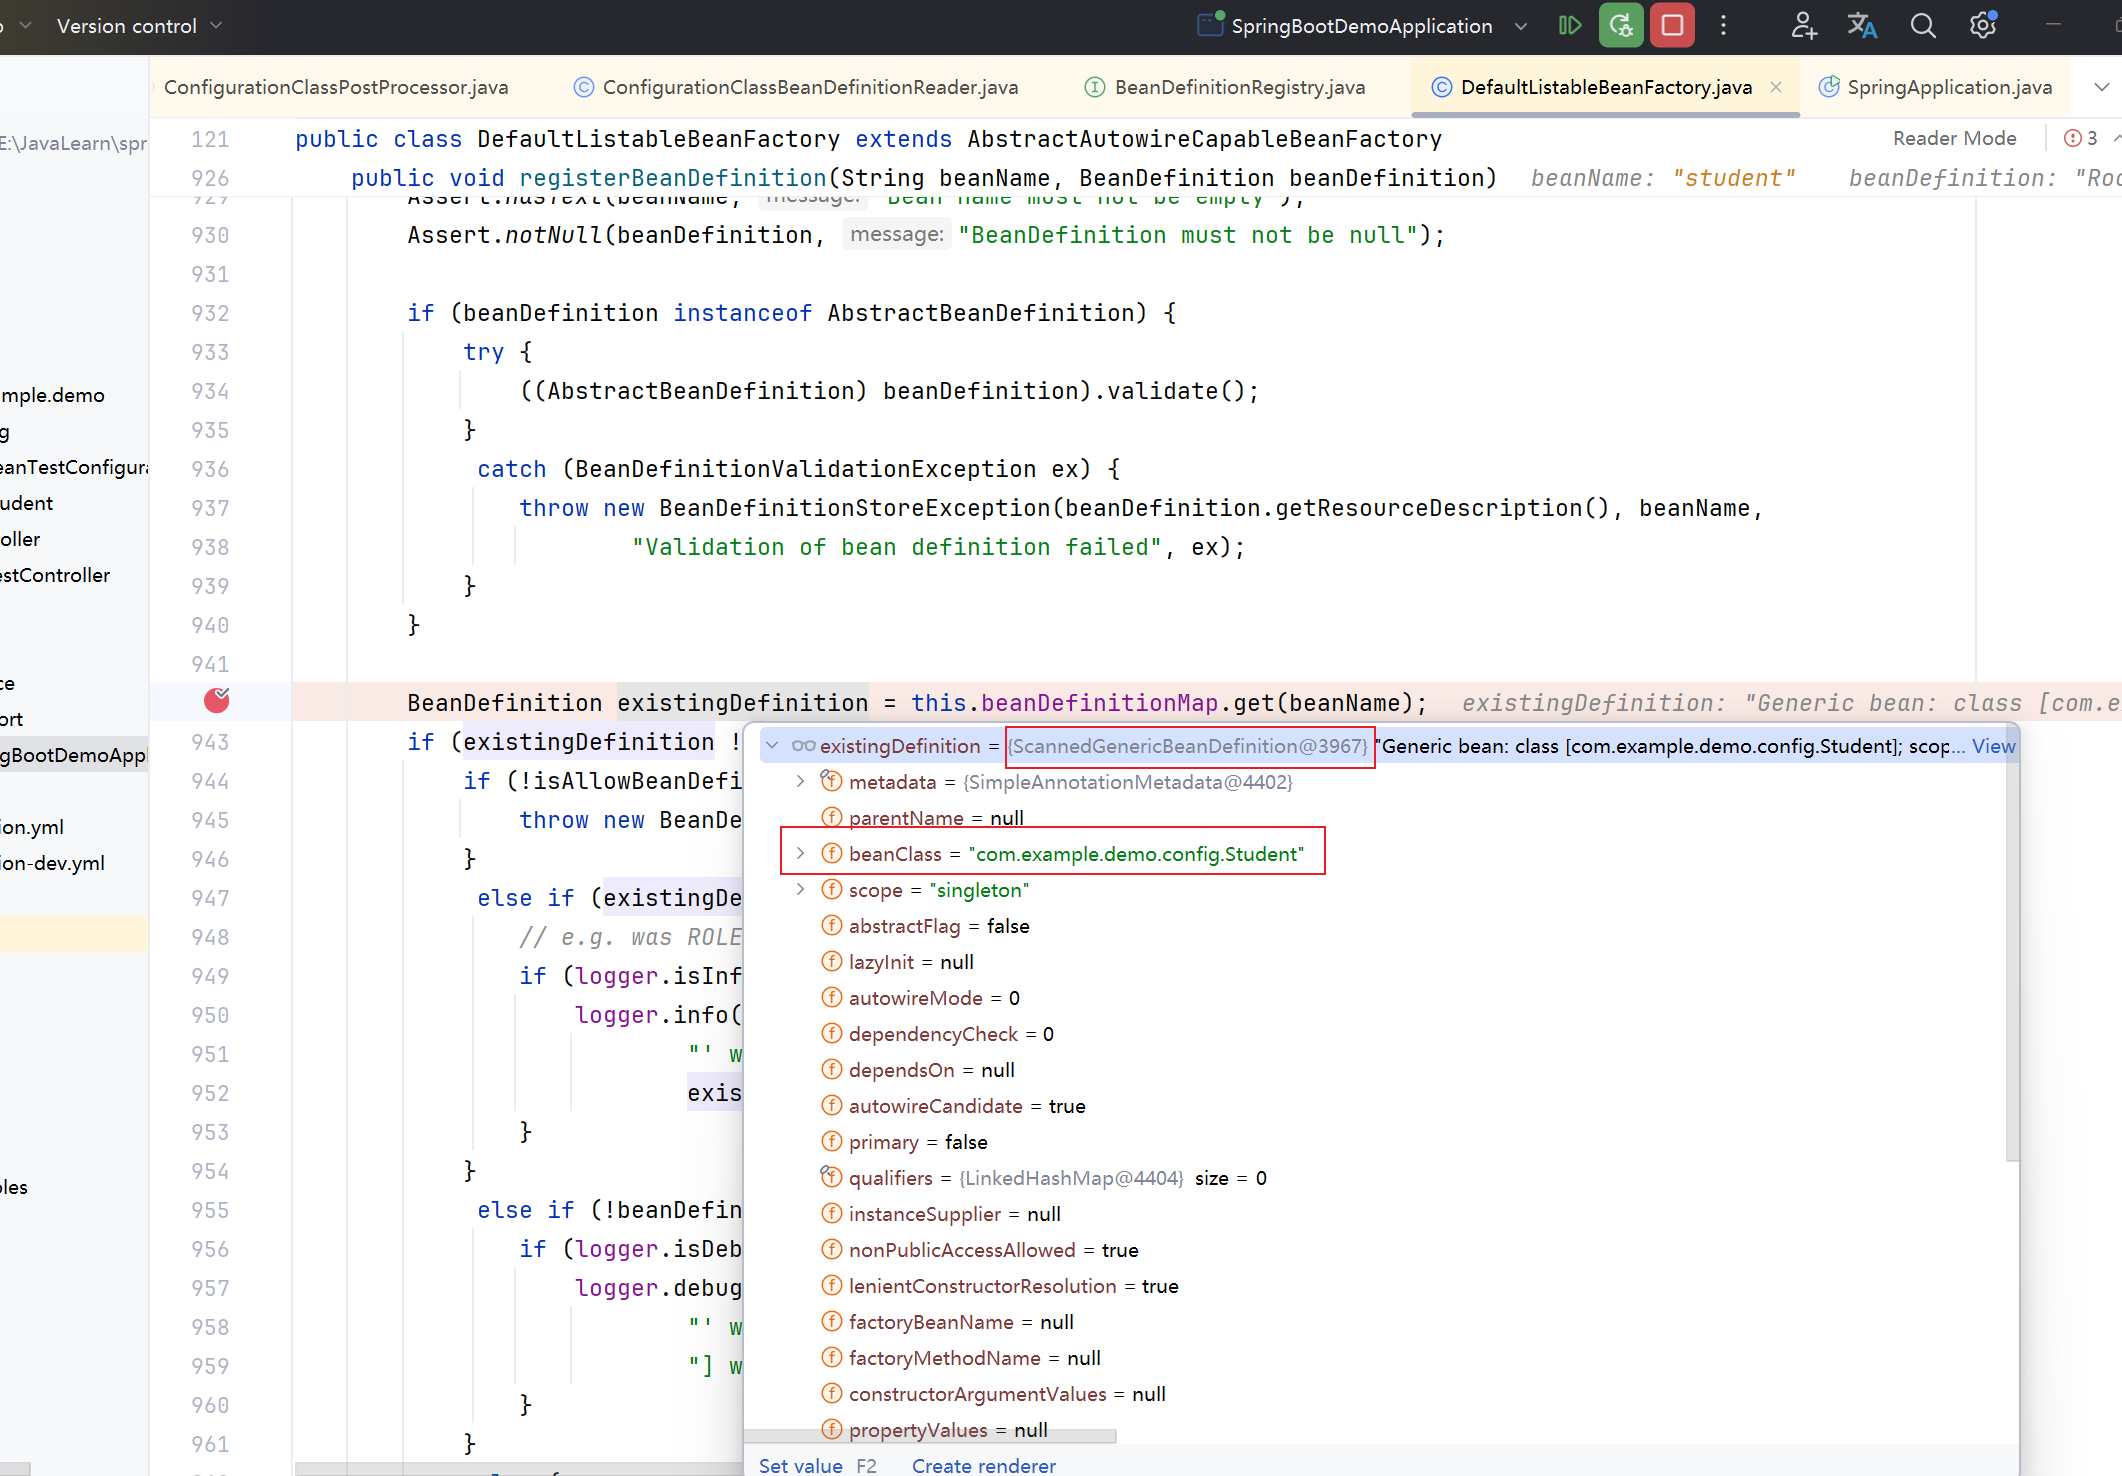 Version control
SpringBootDemoApplication
ConfigurationClassPostProcessor.java
ConfigurationClassBeanDefinitionReader.java
BeanDefinitionRegistry.java
DefaultListableBeanFactory.java
SpringApplication.java
E:\JavaLearn\spr
mple.demo
g
eanTestConfigura
udent
oller
estController
ce
ort
gBootDemoAppl
ion.yml
ion-dev.yml
les
Reader Mode
3
121 public class DefaultListableBeanFactory extends AbstractAutowireCapableBeanFactory
926 public void registerBeanDefinition(String beanName, BeanDefinition beanDefinition) beanName: "student" beanDefinition: "Roo
929 Assert.hasText(beanName, message: "Bean name must not be empty");
930 Assert.notNull(beanDefinition, message: "BeanDefinition must not be null");
931
932 if (beanDefinition instanceof AbstractBeanDefinition) {
933 try {
934 ((AbstractBeanDefinition) beanDefinition).validate();
935 }
936 catch (BeanDefinitionValidationException ex) {
937 throw new BeanDefinitionStoreException(beanDefinition.getResourceDescription(), beanName,
938 "Validation of bean definition failed", ex);
939 }
940 }
941
BeanDefinition existingDefinition = this.beanDefinitionMap.get(beanName); existingDefinition: "Generic bean: class [com.e
943 if (existingDefinition !
944 if (!isAllowBeanDefi
945 throw new BeanDe
946 }
947 else if (existingDe
948 // e.g. was ROLE
949 if (logger.isInf
950 logger.info(
951 "' w
952 exis
953 }
954 }
955 else if (!beanDefin
956 if (logger.isDeb
957 logger.debug
958 "' w
959 "] w
960 }
961 }
existingDefinition = {ScannedGenericBeanDefinition@3967} "Generic bean: class [com.example.demo.config.Student]; scop... View
metadata = {SimpleAnnotationMetadata@4402}
parentName = null
beanClass = "com.example.demo.config.Student"
scope = "singleton"
abstractFlag = false
lazyInit = null
autowireMode = 0
dependencyCheck = 0
dependsOn = null
autowireCandidate = true
primary = false
qualifiers = {LinkedHashMap@4404} size = 0
instanceSupplier = null
nonPublicAccessAllowed = true
lenientConstructorResolution = true
factoryBeanName = null
factoryMethodName = null
constructorArgumentValues = null
propertyValues = null
Set value F2 Create renderer